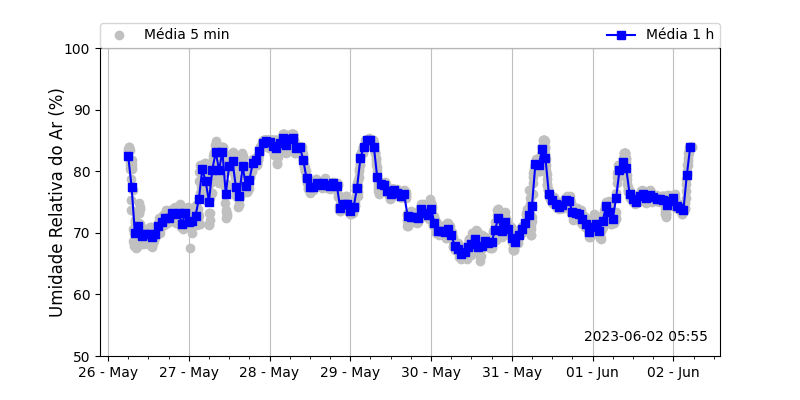 Média 5 min
Média 1 h
Umidade Relativa do Ar (%)
100
90
80
70
60
50
2023-06-02 05:55
26 - May
27 - May
28 - May
29 - May
30 - May
31 - May
01 - Jun
02 - Jun